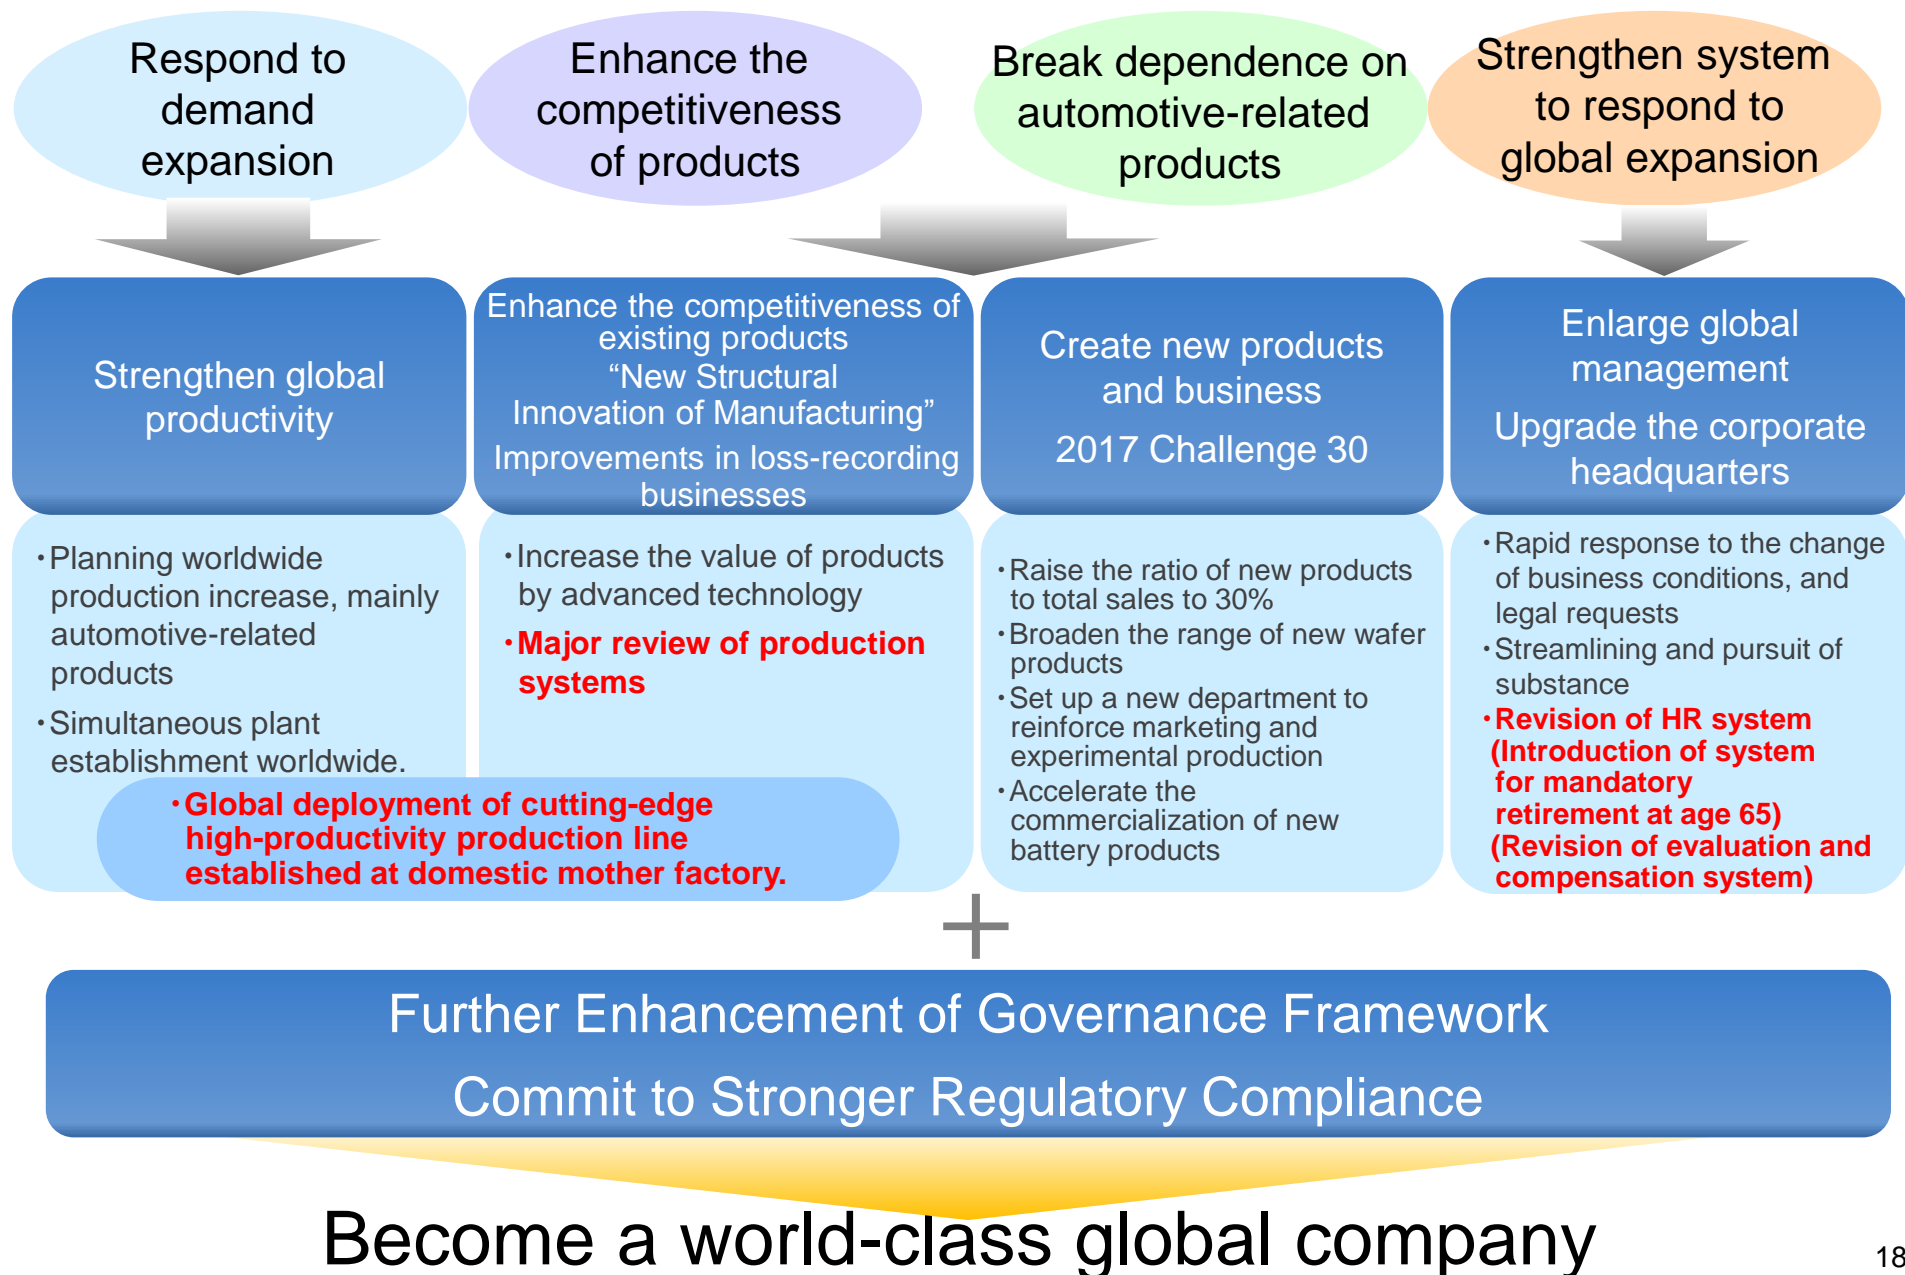 Respond to
demand
expansion
Enhance the
competitiveness
of products
Break dependence on
automotive-related
products
Strengthen system
to respond to
global expansion
Strengthen global
productivity
Enhance the competitiveness of
existing products
“New Structural
Innovation of Manufacturing”
Improvements in loss-recording
businesses
Create new products
and business
2017 Challenge 30
Enlarge global
management
Upgrade the corporate
headquarters
・Planning worldwide
production increase, mainly
automotive-related
products
・Simultaneous plant
establishment worldwide.
・Increase the value of products
by advanced technology
・Major review of production
systems
・Global deployment of cutting-edge
high-productivity production line
established at domestic mother factory.
・Raise the ratio of new products
to total sales to 30%
・Broaden the range of new wafer
products
・Set up a new department to
reinforce marketing and
experimental production
・Accelerate the
commercialization of new
battery products
・Rapid response to the change
of business conditions, and
legal requests
・Streamlining and pursuit of
substance
・Revision of HR system
(Introduction of system
for mandatory
retirement at age 65)
(Revision of evaluation and
compensation system)
+
Further Enhancement of Governance Framework
Commit to Stronger Regulatory Compliance
Become a world-class global company
18